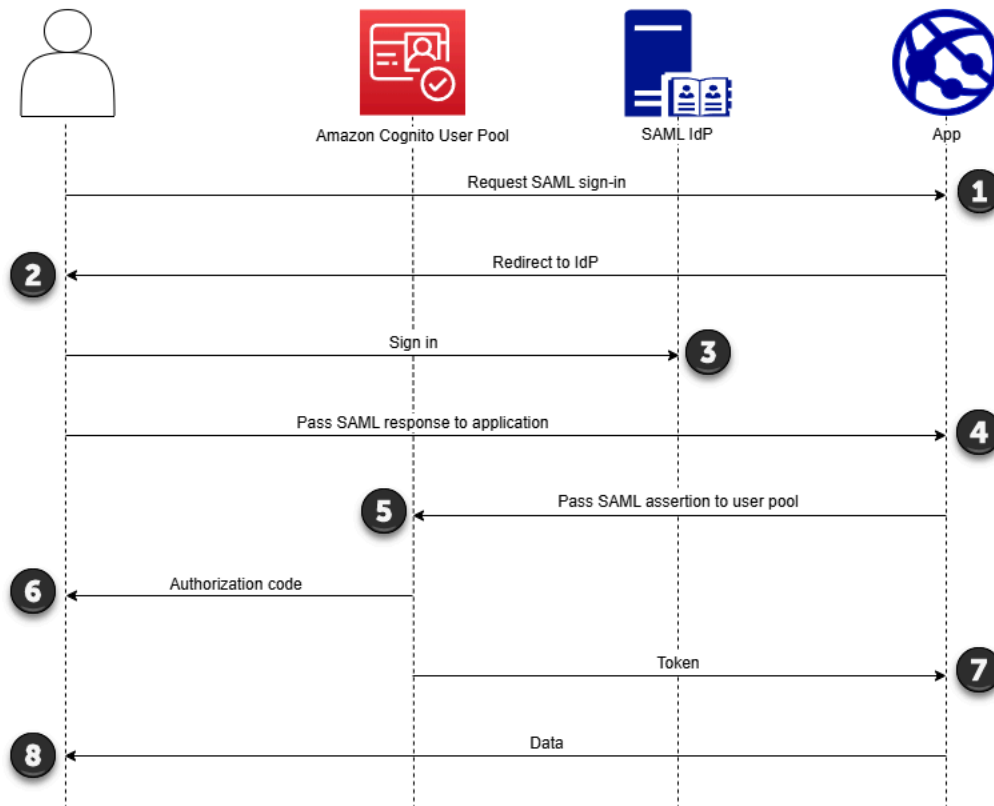 Amazon Cognito User Pool
SAML IdP
App
Request SAML sign-in
1
2
Redirect to IdP
Sign in
3
Pass SAML response to application
4
5
Pass SAML assertion to user pool
6
Authorization code
Token
7
8
Data